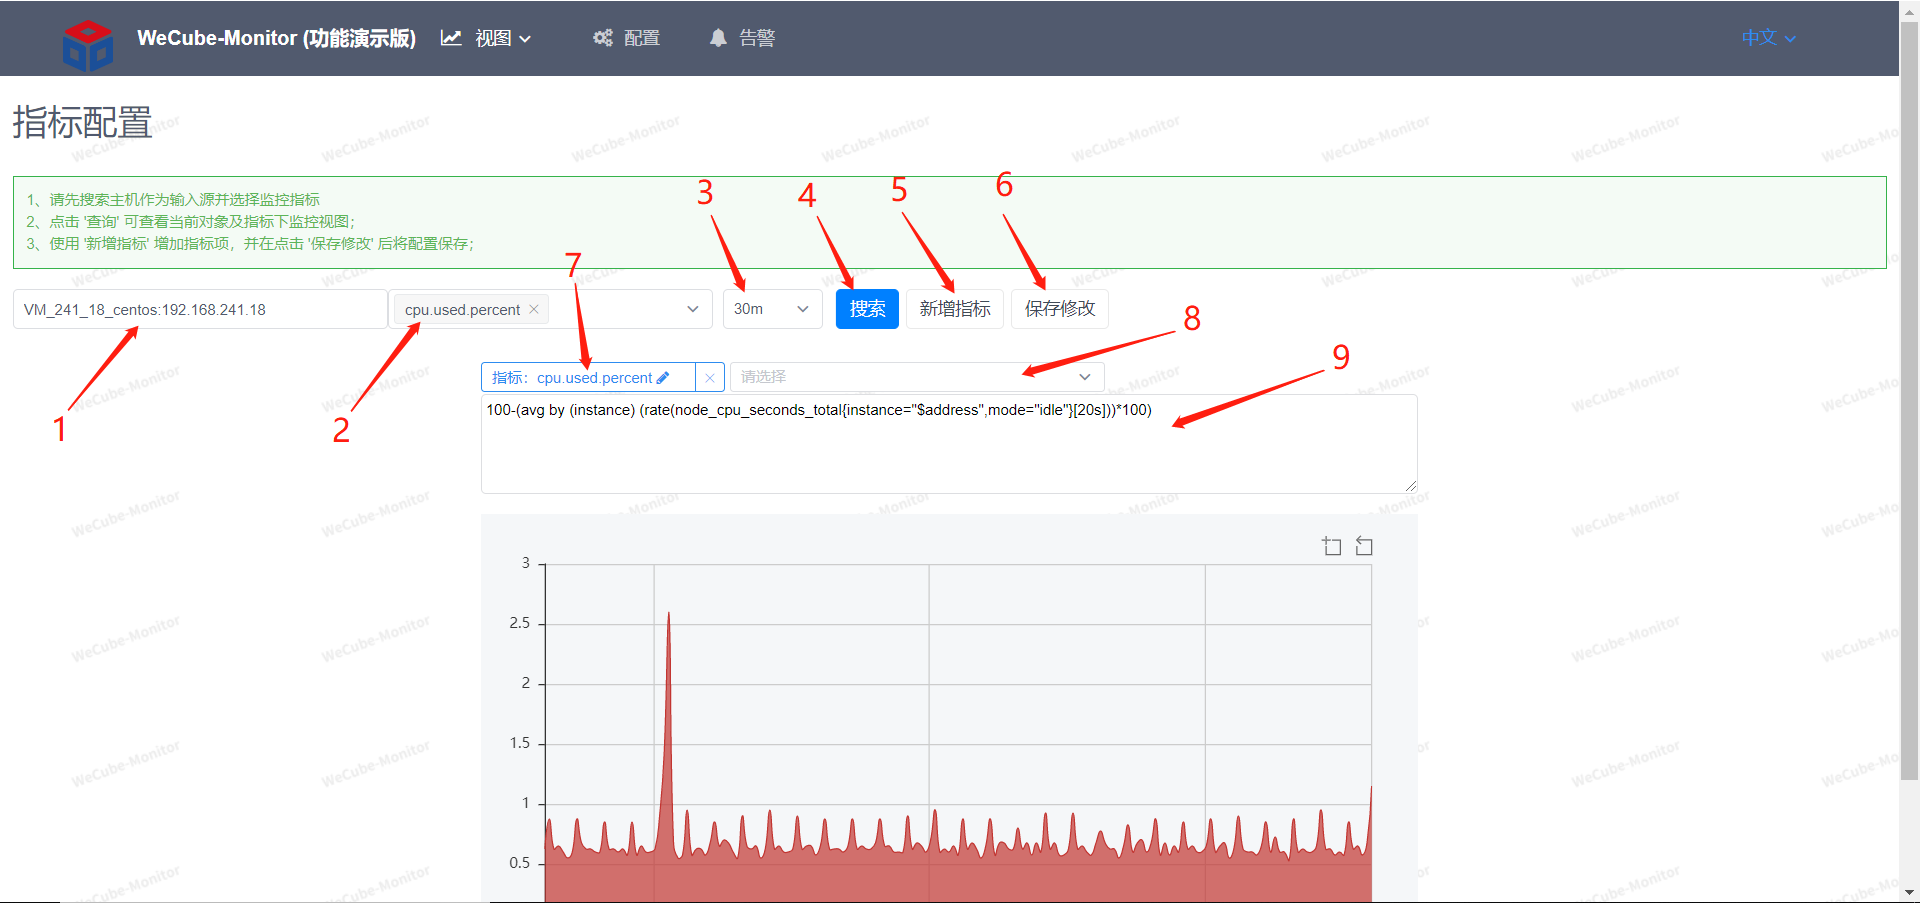 WeCube-Monitor (功能演示版) 视图 配置 告警 中文
指标配置
1、请先搜索主机作为输入源并选择监控指标
2、点击 '查询' 可查看当前对象及指标下监控视图；
3、使用 '新增指标' 增加指标项，并在点击 '保存修改' 后将配置保存；
3 4 5 6
7
VM_241_18_centos:192.168.241.18 cpu.used.percent 30m 搜索 新增指标 保存修改
8
9
指标：cpu.used.percent 请选择
1 2
100-(avg by (instance) (rate(node_cpu_seconds_total{instance="$address",mode="idle"}[20s]))*100)
3
2.5
2
1.5
1
0.5
WeCube-Monitor